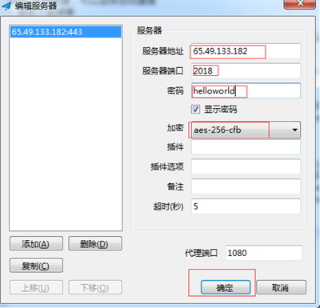 编辑服务器
65.49.133.182:443
服务器
服务器地址 65.49.133.182
服务器端口 2018
密码 helloworld
显示密码
加密 aes-256-cfb
插件
插件选项
备注
超时(秒) 5
添加(A) 删除(D)
复制(C)
代理端口 1080
上移(U) 下移(O)
确定 取消